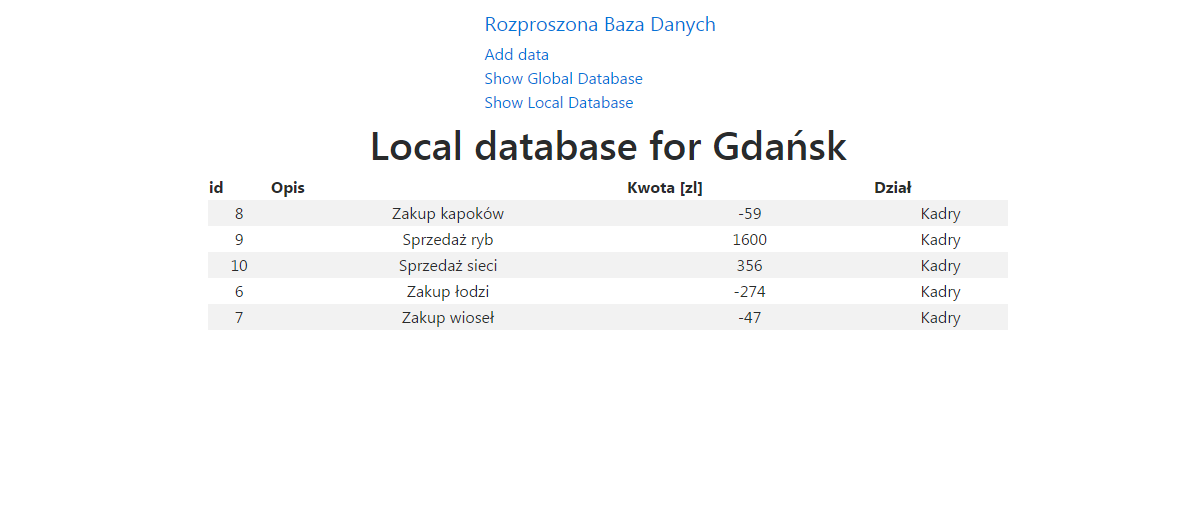 Rozproszona Baza Danych
Add data
Show Global Database
Show Local Database
Local database for Gdańsk
id Opis Kwota [zl] Dział
8 Zakup kapoków -59 Kadry
9 Sprzedaż ryb 1600 Kadry
10 Sprzedaż sieci 356 Kadry
6 Zakup łodzi -274 Kadry
7 Zakup wioseł -47 Kadry